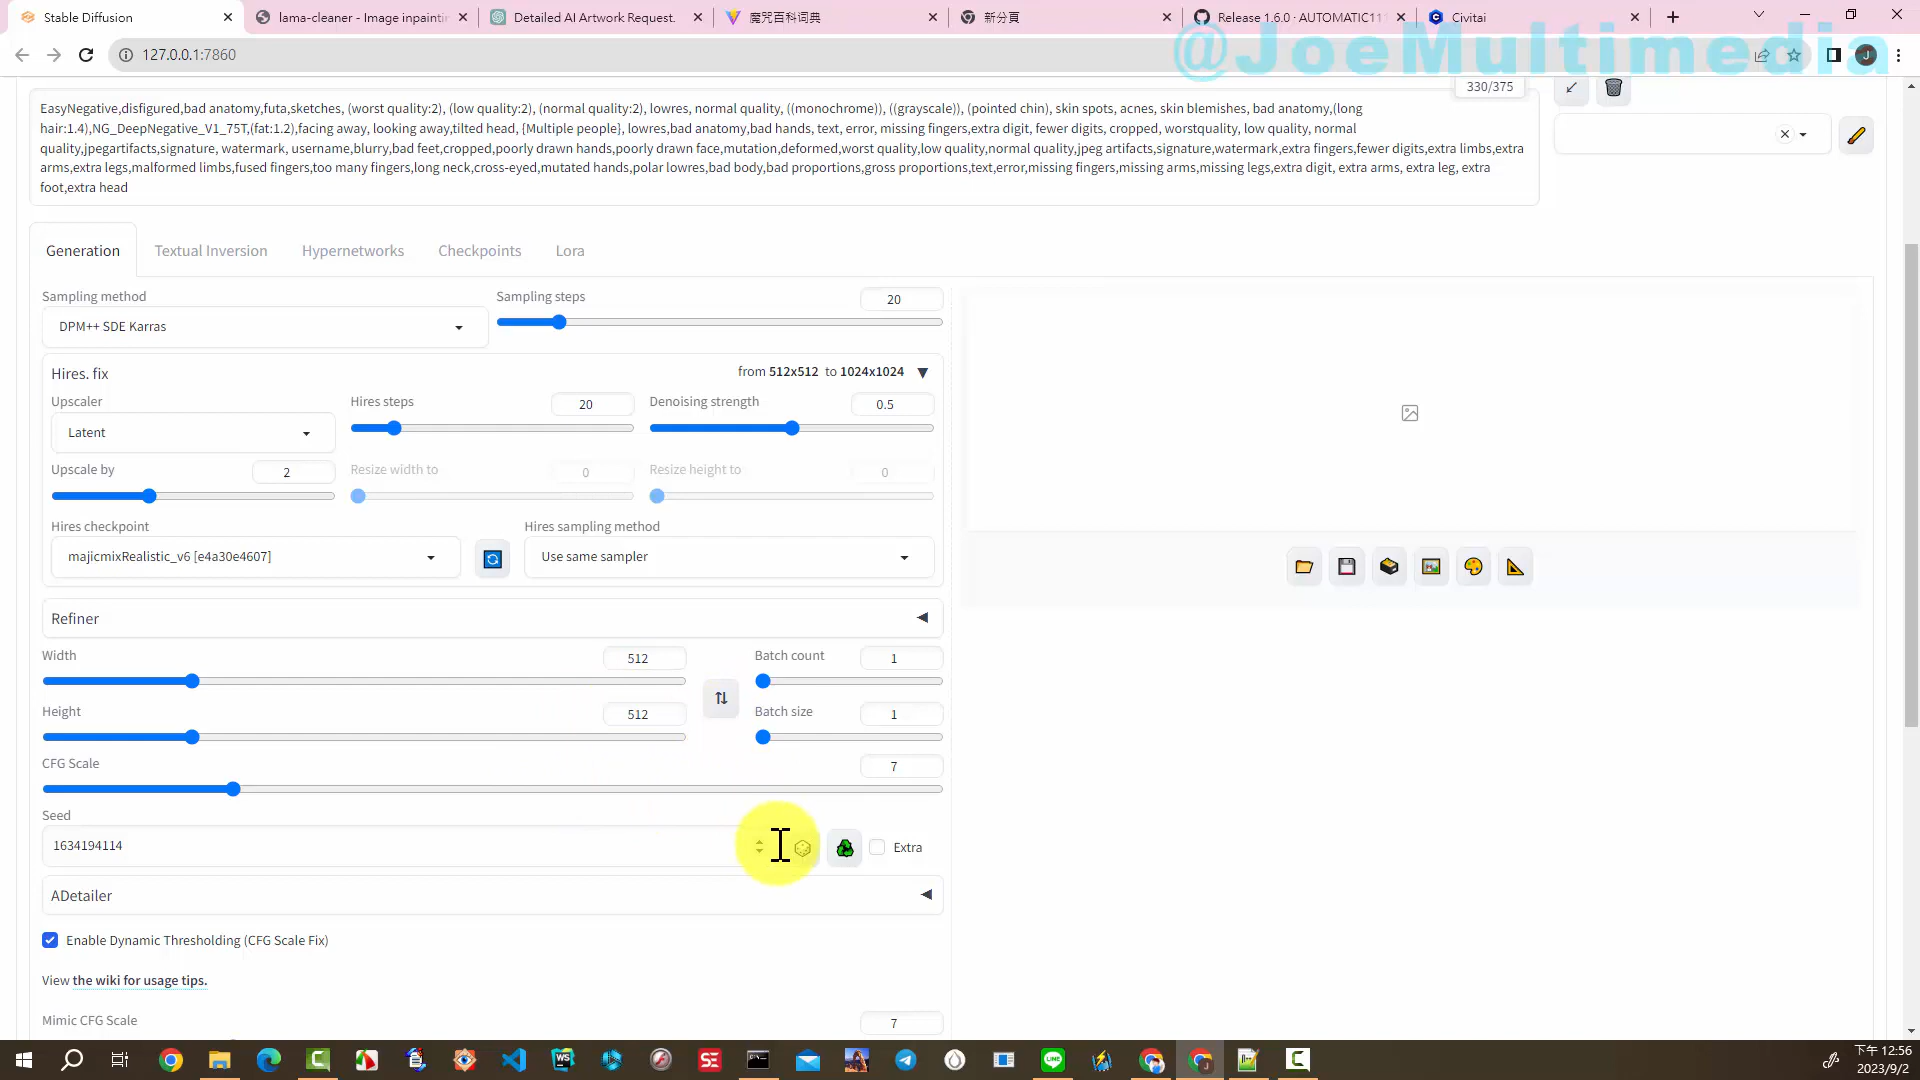 Stable Diffusion
lama-cleaner - Image inpainti
Detailed AI Artwork Request.
魔咒百科词典
新分頁
Release 1.6.0 · AUTOMATIC11
Civitai
127.0.0.1:7860
@JoeMultimedia
330/375
EasyNegative,disfigured,bad anatomy,futa,sketches, (worst quality:2), (low quality:2), (normal quality:2), lowres, normal quality, ((monochrome)), ((grayscale)), (pointed chin), skin spots, acnes, skin blemishes, bad anatomy,(long
hair:1.4),NG_DeepNegative_V1_75T,(fat:1.2),facing away, looking away,tilted head, {Multiple people}, lowres,bad anatomy,bad hands, text, error, missing fingers,extra digit, fewer digits, cropped, worstquality, low quality, normal
quality,jpegartifacts,signature, watermark, username,blurry,bad feet,cropped,poorly drawn hands,poorly drawn face,mutation,deformed,worst quality,low quality,normal quality,jpeg artifacts,signature,watermark,extra fingers,fewer digits,extra limbs,extra
arms,extra legs,malformed limbs,fused fingers,too many fingers,long neck,cross-eyed,mutated hands,polar lowres,bad body,bad proportions,gross proportions,text,error,missing fingers,missing arms,missing legs,extra digit, extra arms, extra leg, extra
foot,extra head
Generation
Textual Inversion
Hypernetworks
Checkpoints
Lora
Sampling method
Sampling steps
20
DPM++ SDE Karras
Hires. fix
from 512x512 to 1024x1024
Upscaler
Hires steps
20
Denoising strength
0.5
Latent
Upscale by
2
Resize width to
0
Resize height to
0
Hires checkpoint
Hires sampling method
majicmixRealistic_v6 [e4a30e4607]
Use same sampler
Refiner
Width
512
Batch count
1
Height
512
Batch size
1
CFG Scale
7
Seed
1634194114
Extra
ADetailer
Enable Dynamic Thresholding (CFG Scale Fix)
View the wiki for usage tips.
Mimic CFG Scale
7
下午 12:56
2023/9/2